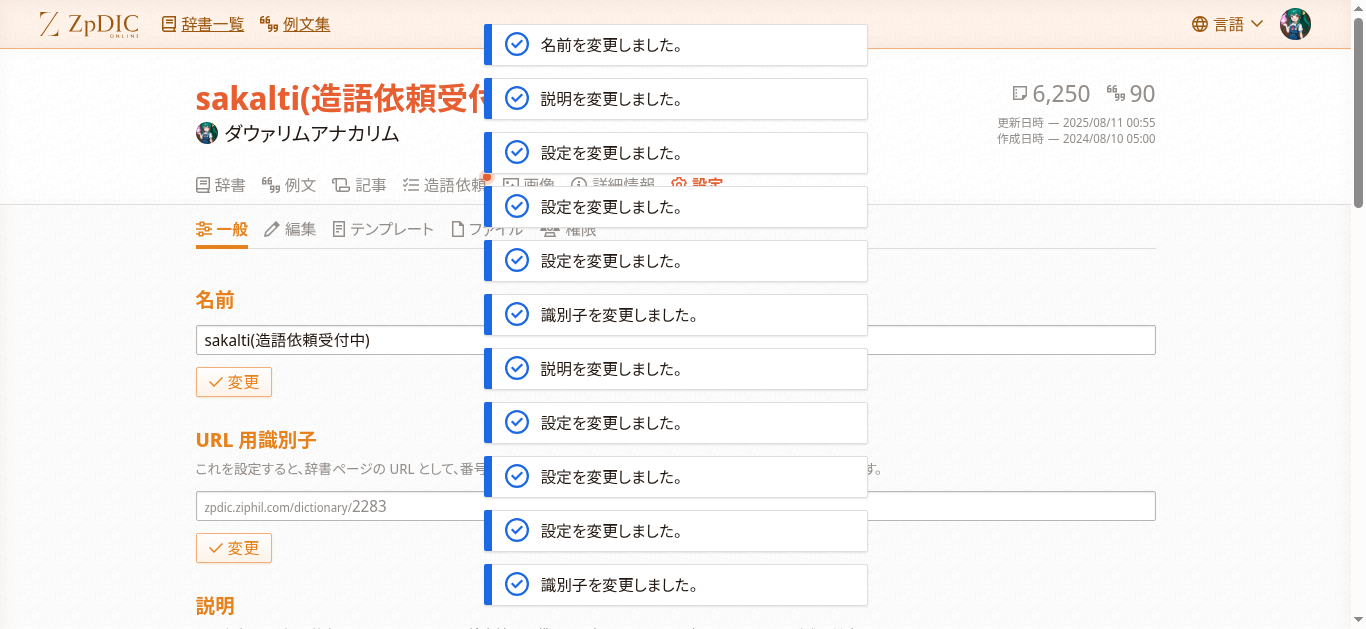 ZpDIC ONLINE 辞書一覧 例文集 言語
sakalti(造語依頼受付
6,250 90
ダウァリムアナカリム
更新日時 — 2025/08/11 00:55
作成日時 — 2024/08/10 05:00
辞書 例文 記事 造語依頼 画像 詳細情報 設定
一般 編集 テンプレート ファイル 権限
名前を変更しました。
説明を変更しました。
設定を変更しました。
設定を変更しました。
設定を変更しました。
識別子を変更しました。
説明を変更しました。
設定を変更しました。
設定を変更しました。
設定を変更しました。
識別子を変更しました。
名前
sakalti(造語依頼受付中)
変更
URL 用識別子
これを設定すると、辞書ページの URL として、番号
す。
zpdic.ziphil.com/dictionary/2283
変更
説明